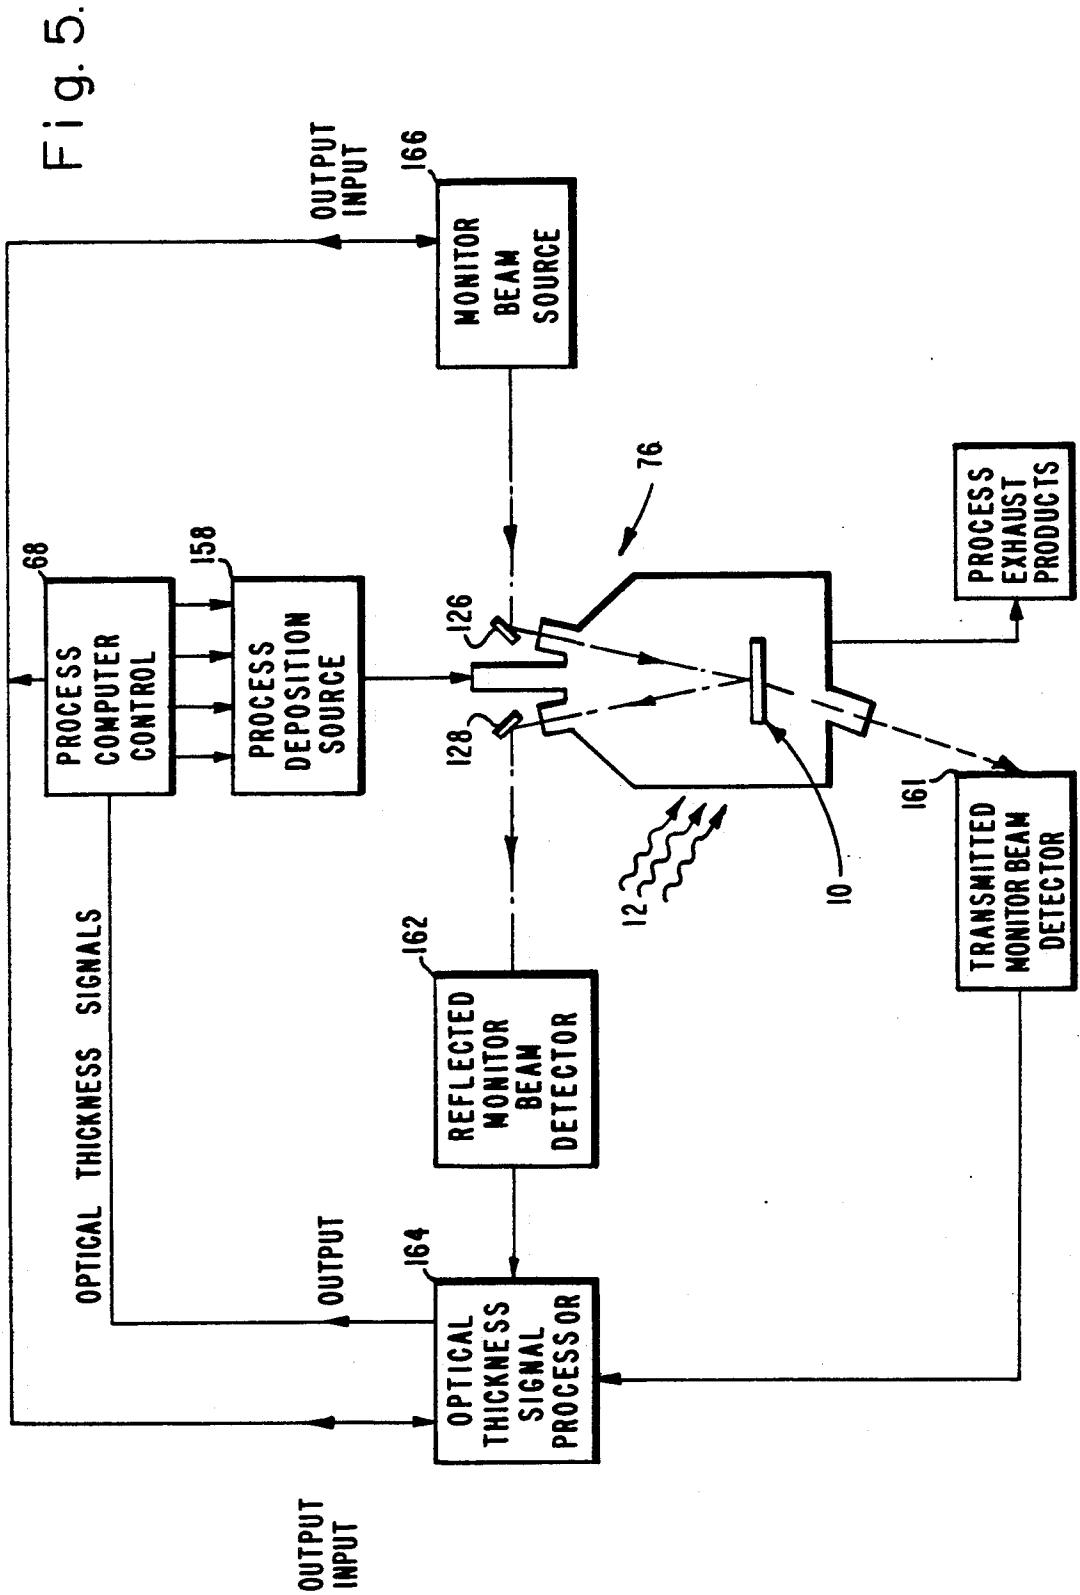 Fig. 5.
OUTPUT
INPUT
OPTICAL THICKNESS SIGNALS
OUTPUT
OUTPUT
INPUT
68
PROCESS
COMPUTER
CONTROL
158
PROCESS
DEPOSITION
SOURCE
164
OPTICAL
THICKNESS
SIGNAL
PROCESSOR
162
REFLECTED
MONITOR
BEAM
DETECTOR
128
126
166
MONITOR
BEAM
SOURCE
12
10
76
161
TRANSMITTED
MONITOR BEAM
DETECTOR
PROCESS
EXHAUST
PRODUCTS